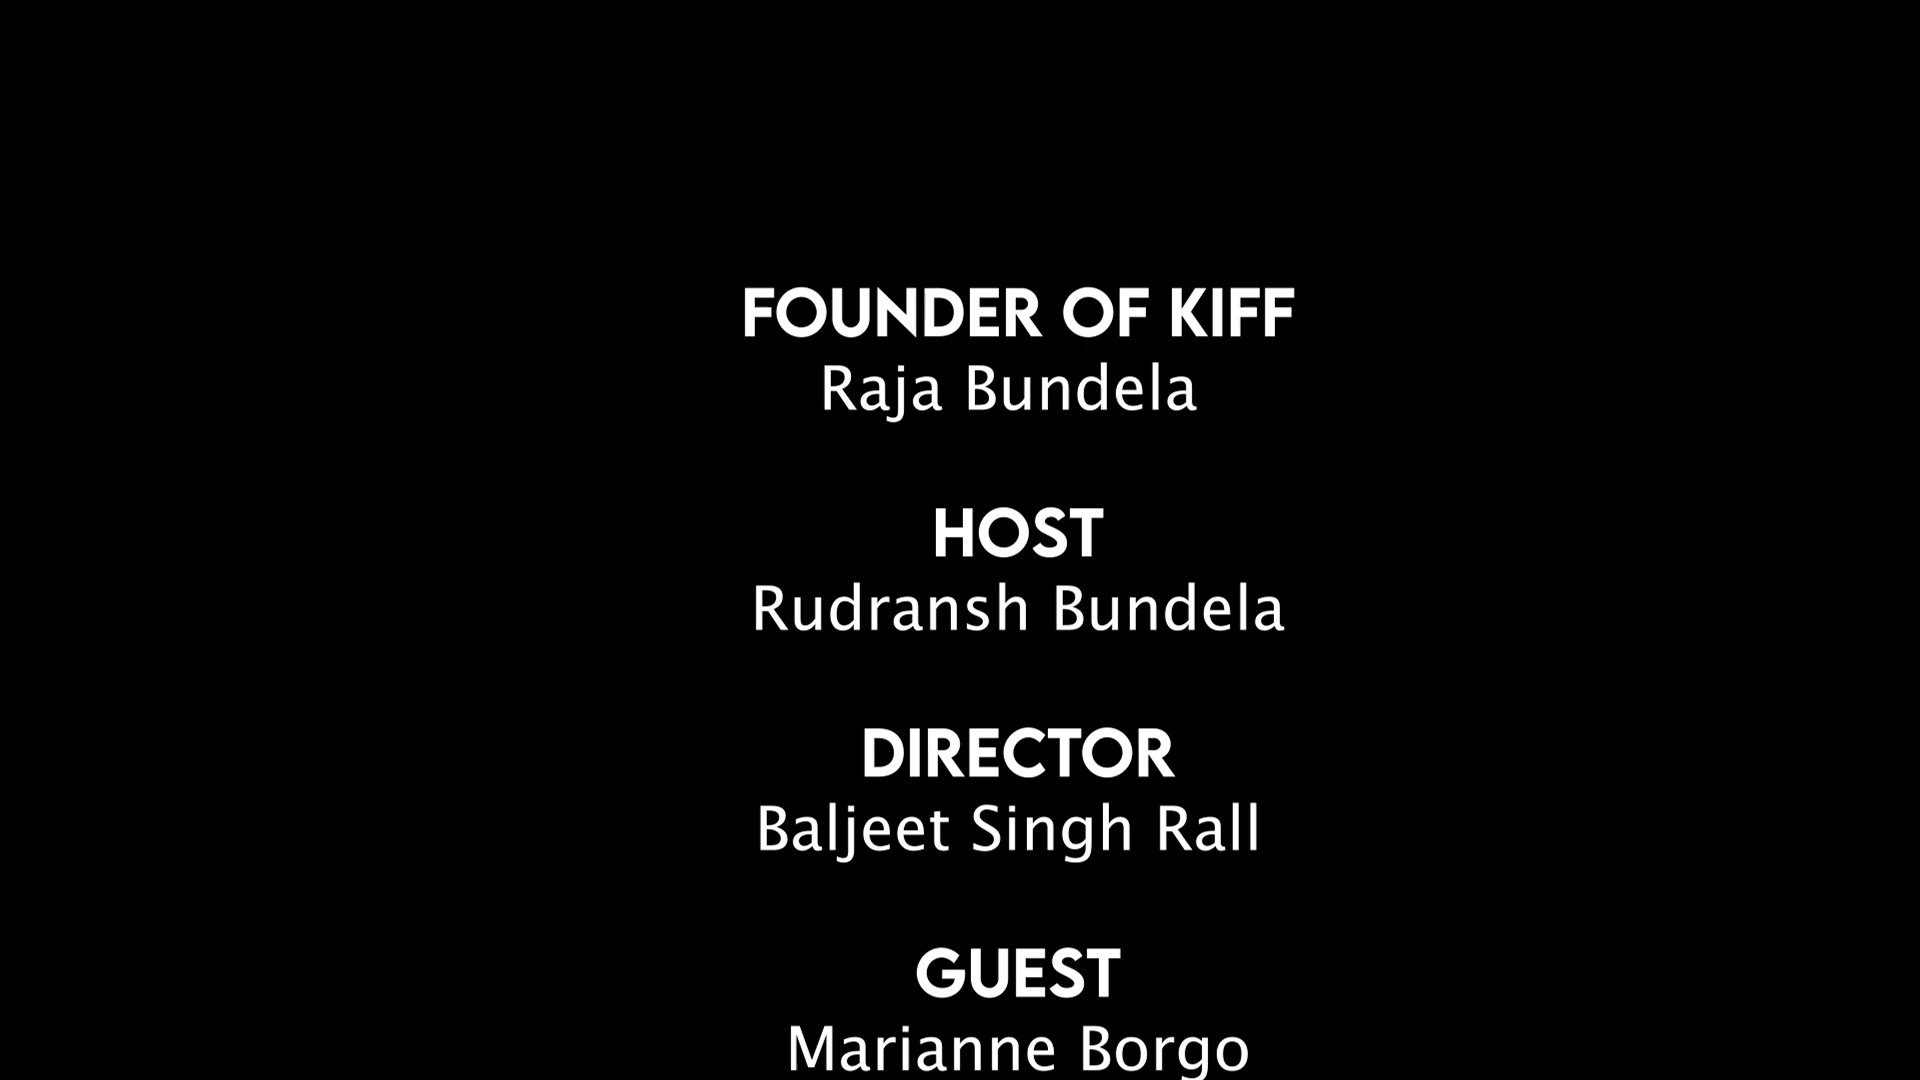 FOUNDER OF KIFF
Raja Bundela
HOST
Rudransh Bundela
DIRECTOR
Baljeet Singh Rall
GUEST
Marianne Borgo